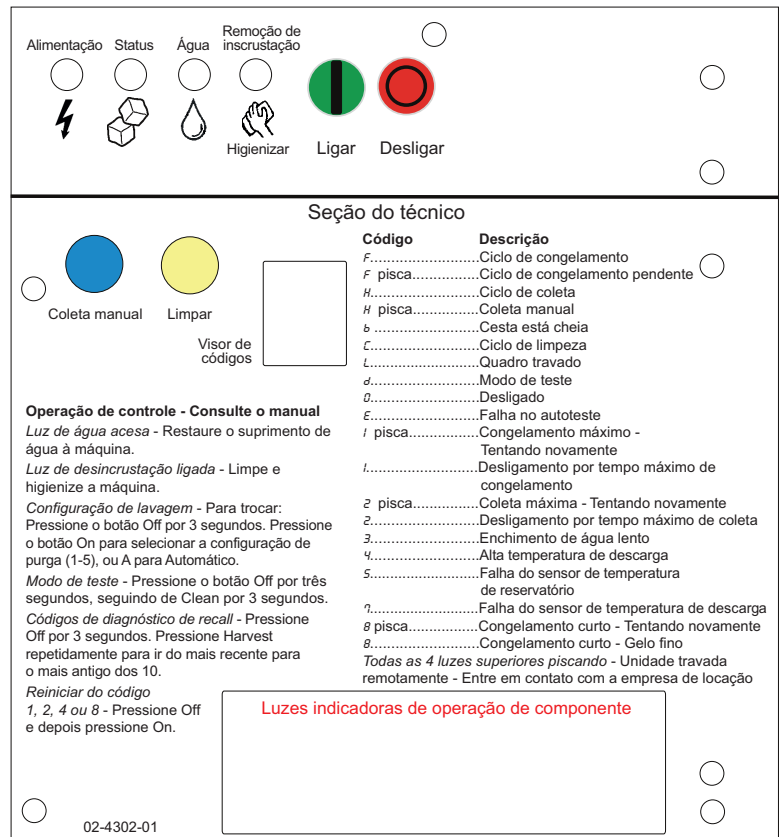 Alimentação Status Água Remoção de
inscrustação
Higienizar Ligar Desligar
Seção do técnico
Coleta manual Limpar
Visor de
códigos
Operação de controle - Consulte o manual
Luz de água acesa - Restaure o suprimento de
água à máquina.
Luz de desincrustação ligada - Limpe e
higienize a máquina.
Configuração de lavagem - Para trocar:
Pressione o botão Off por 3 segundos. Pressione
o botão On para selecionar a configuração de
purga (1-5), ou A para Automático.
Modo de teste - Pressione o botão Off por três
segundos, seguindo de Clean por 3 segundos.
Códigos de diagnóstico de recall - Pressione
Off por 3 segundos. Pressione Harvest
repetidamente para ir do mais recente para
o mais antigo dos 10.
Reiniciar do código
1, 2, 4 ou 8 - Pressione Off
e depois pressione On.
02-4302-01
Código Descrição
F.....................Ciclo de congelamento
F pisca................Ciclo de congelamento pendente
H.....................Ciclo de coleta
H pisca................Coleta manual
b .....................Cesta está cheia
C.....................Ciclo de limpeza
L.....................Quadro travado
d.....................Modo de teste
0.....................Desligado
E.....................Falha no autoteste
1 pisca................Congelamento máximo -
Tentando novamente
1.....................Desligamento por tempo máximo de
congelamento
2 pisca................Coleta máxima - Tentando novamente
2.....................Desligamento por tempo máximo de coleta
3.....................Enchimento de água lento
4.....................Alta temperatura de descarga
5.....................Falha do sensor de temperatura
de reservatório
7.....................Falha do sensor de temperatura de descarga
8 pisca................Congelamento curto - Tentando novamente
8.....................Congelamento curto - Gelo fino
Todas as 4 luzes superiores piscando - Unidade travada
remotamente - Entre em contato com a empresa de locação
Luzes indicadoras de operação de componente